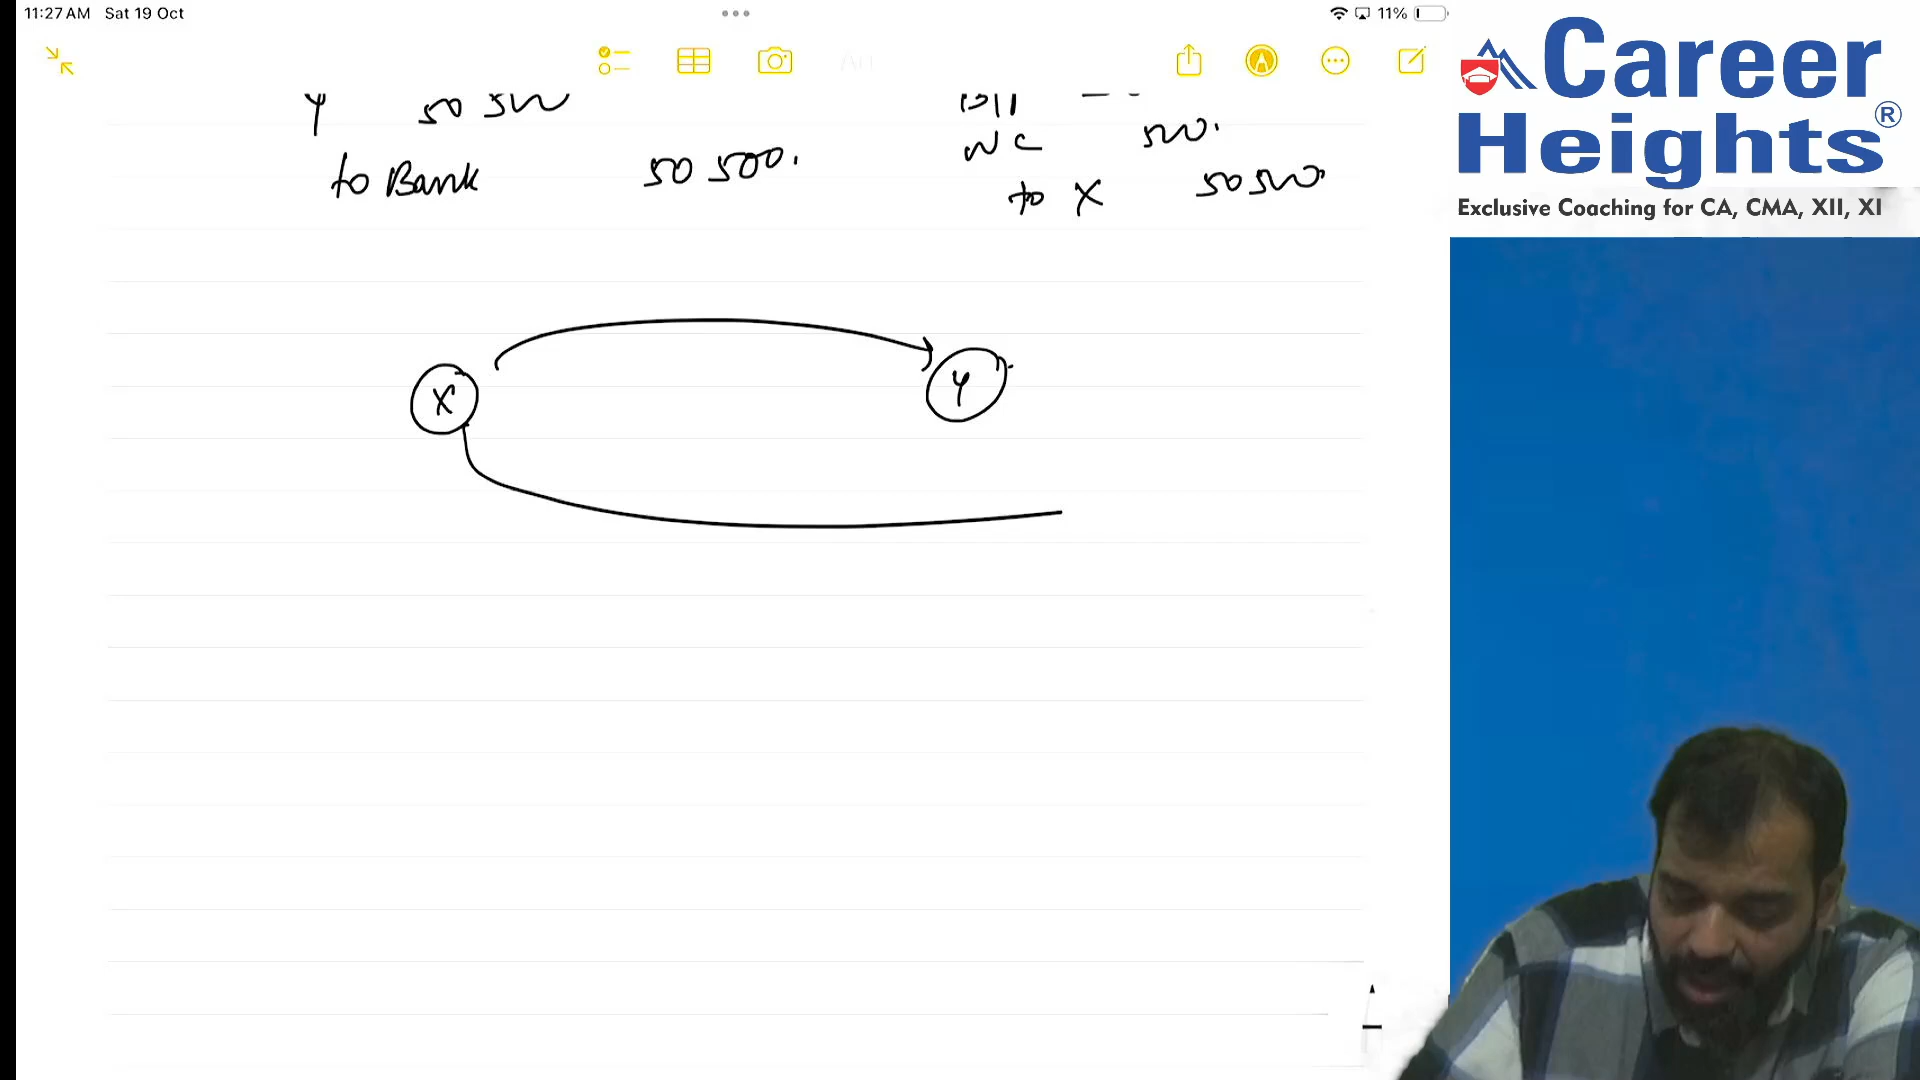 11:27 AM Sat 19 Oct
11%
Career
Heights®
Exclusive Coaching for CA, CMA, XII, XI
Y 50 500
to Bank 50 500.
NC 500.
to X 50 500.
X
Y